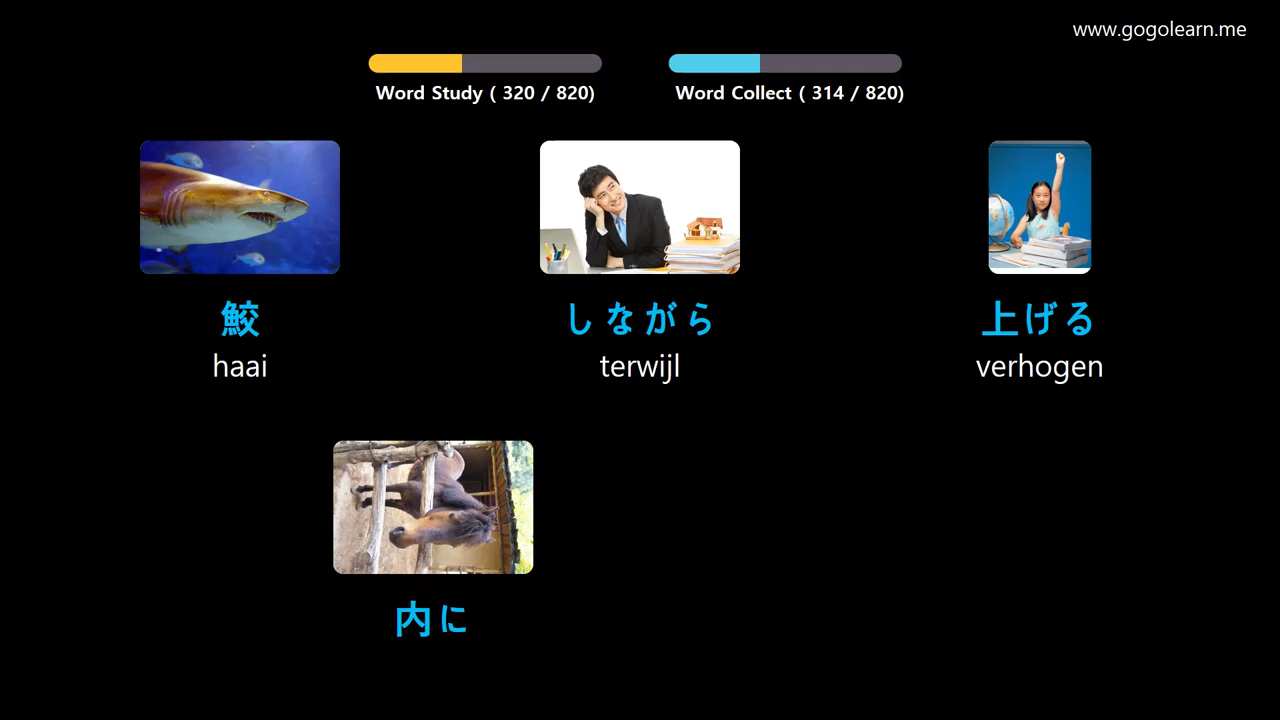 www.gogolearn.me
Word Study ( 320 / 820)
Word Collect ( 314 / 820)
鮫
しながら
上げる
haai
terwijl
verhogen
内に